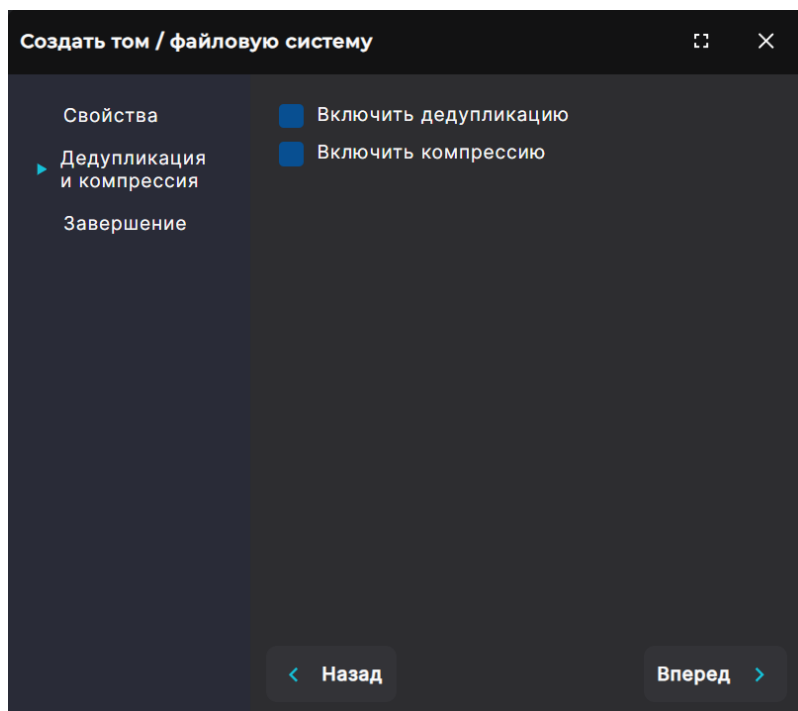 Создать том / файловую систему
Свойства
Дедупликация
и компрессия
Завершение
Включить дедупликацию
Включить компрессию
Назад
Вперед